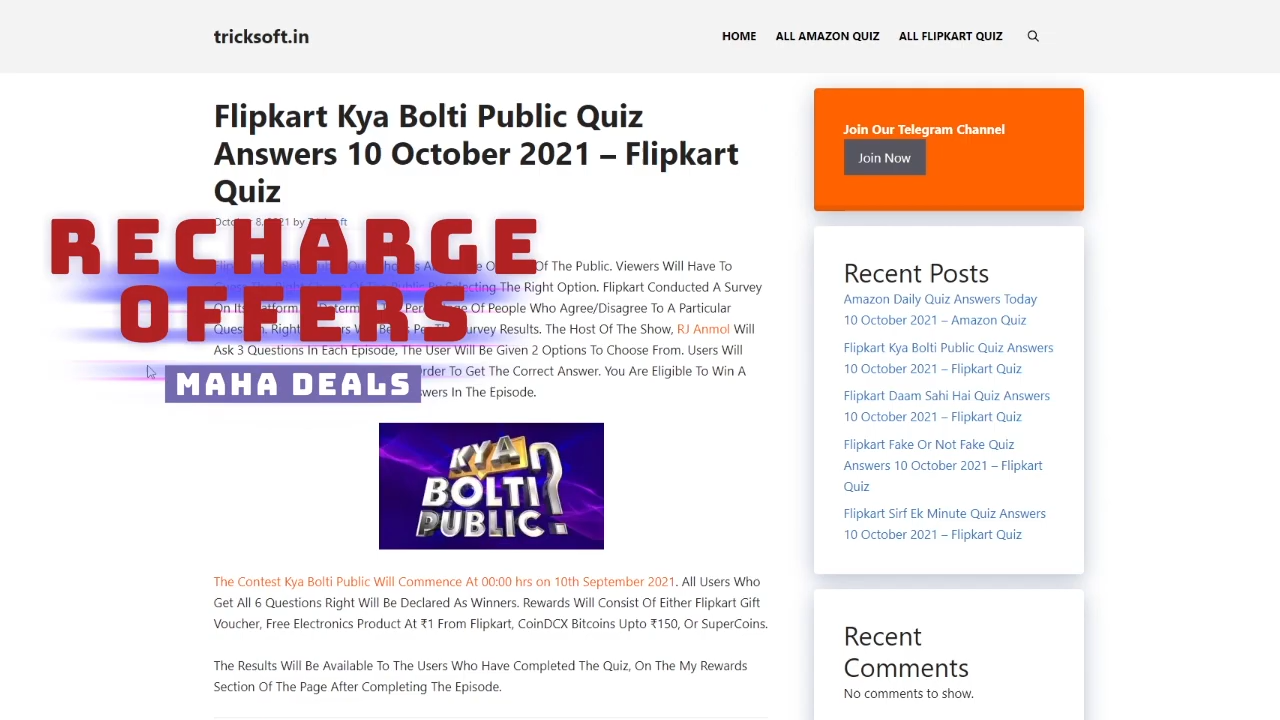 tricksoft.in
HOME
ALL AMAZON QUIZ
ALL FLIPKART QUIZ
Flipkart Kya Bolti Public Quiz
Answers 10 October 2021 – Flipkart
Quiz
RECHARGE
OFFERS
MAHA DEALS
Of The Public. Viewers Will Have To
The Right Option. Flipkart Conducted A Survey
Of People Who Agree/Disagree To A Particular
Survey Results. The Host Of The Show, RJ Anmol Will
Ask 3 Questions In Each Episode, The User Will Be Given 2 Options To Choose From. Users Will
To Get The Correct Answer. You Are Eligible To Win A
In The Episode.
KYA
BOLTI
PUBLIC?
The Contest Kya Bolti Public Will Commence At 00:00 hrs on 10th September 2021. All Users Who
Get All 6 Questions Right Will Be Declared As Winners. Rewards Will Consist Of Either Flipkart Gift
Voucher, Free Electronics Product At ₹1 From Flipkart, CoinDCX Bitcoins Upto ₹150, Or SuperCoins.
The Results Will Be Available To The Users Who Have Completed The Quiz, On The My Rewards
Section Of The Page After Completing The Episode.
Join Our Telegram Channel
Join Now
Recent Posts
Amazon Daily Quiz Answers Today
10 October 2021 – Amazon Quiz
Flipkart Kya Bolti Public Quiz Answers
10 October 2021 – Flipkart Quiz
Flipkart Daam Sahi Hai Quiz Answers
10 October 2021 – Flipkart Quiz
Flipkart Fake Or Not Fake Quiz
Answers 10 October 2021 – Flipkart
Quiz
Flipkart Sirf Ek Minute Quiz Answers
10 October 2021 – Flipkart Quiz
Recent
Comments
No comments to show.